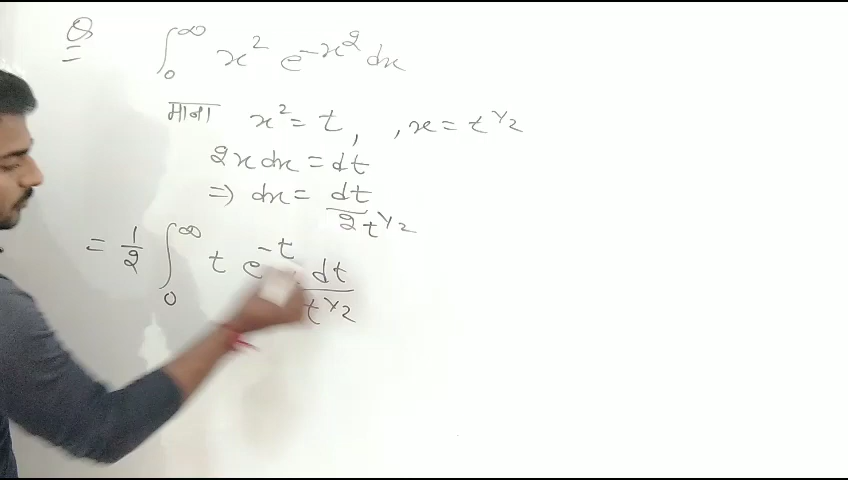 Q ∫₀^∞ x² e^{-x²} dx
माना x² = t, , x = t^{1/2}
2x dx = dt
⇒ dx = dt / 2t^{1/2}
= 1/2 ∫₀^∞ t e^{-t} dt / t^{1/2}